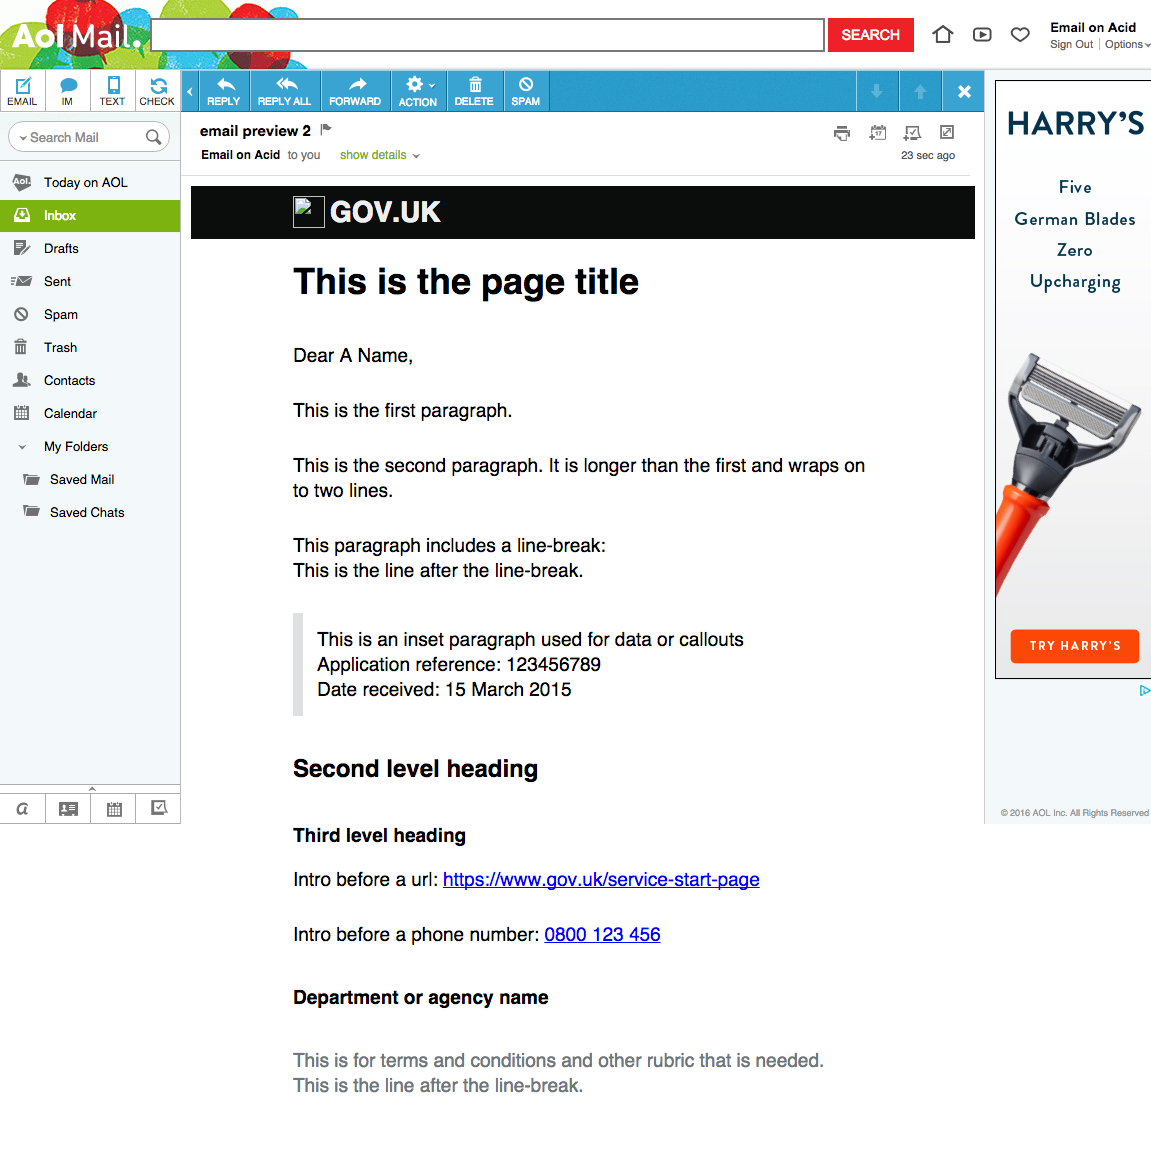 Aol Mail.
SEARCH
Email on Acid
Sign Out | Options
EMAIL
IM
TEXT
CHECK
REPLY
REPLY ALL
FORWARD
ACTION
DELETE
SPAM
Search Mail
Aol.
Today on AOL
Inbox
Drafts
Sent
Spam
Trash
Contacts
Calendar
My Folders
Saved Mail
Saved Chats
a
email preview 2
17
Email on Acid to you show details
23 sec ago
GOV.UK
This is the page title
Dear A Name,
This is the first paragraph.
This is the second paragraph. It is longer than the first and wraps on
to two lines.
This paragraph includes a line-break:
This is the line after the line-break.
This is an inset paragraph used for data or callouts
Application reference: 123456789
Date received: 15 March 2015
Second level heading
Third level heading
Intro before a url: https://www.gov.uk/service-start-page
Intro before a phone number: 0800 123 456
Department or agency name
This is for terms and conditions and other rubric that is needed.
This is the line after the line-break.
HARRY'S
Five
German Blades
Zero
Upcharging
TRY HARRY'S
© 2016 AOL Inc. All Rights Reserved